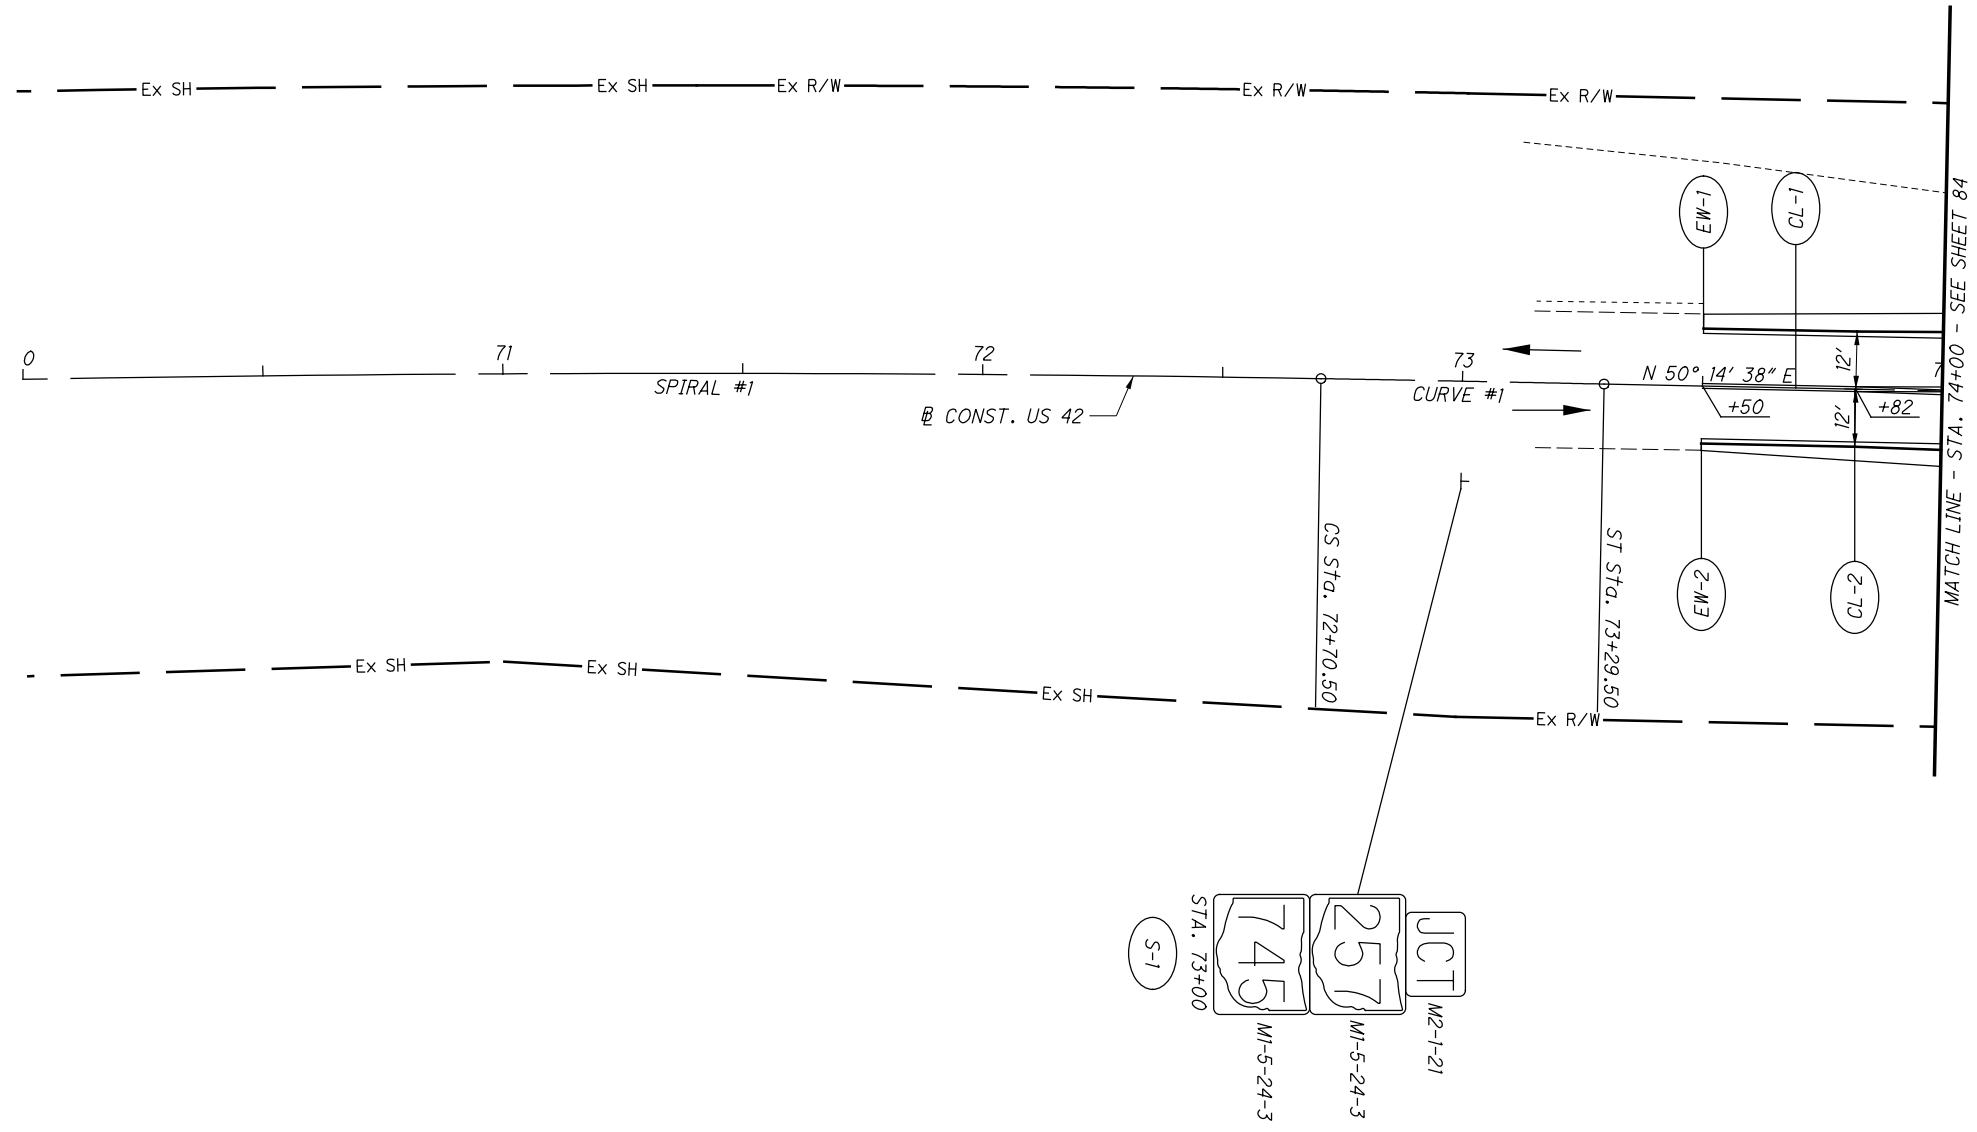 Ex SH
Ex SH
Ex R/W
Ex R/W
Ex R/W
EW-1
CL-1
MATCH LINE - STA. 74+00 - SEE SHEET 84
0
71
72
73
7
SPIRAL #1
CURVE #1
N 50° 14' 38" E
12'
12'
+50
+82
℄ CONST. US 42
CS Sta. 72+70.50
ST Sta. 73+29.50
EW-2
CL-2
Ex SH
Ex SH
Ex SH
Ex R/W
JCT
M2-1-21
257
M1-5-24-3
745
M1-5-24-3
STA. 73+00
S-1